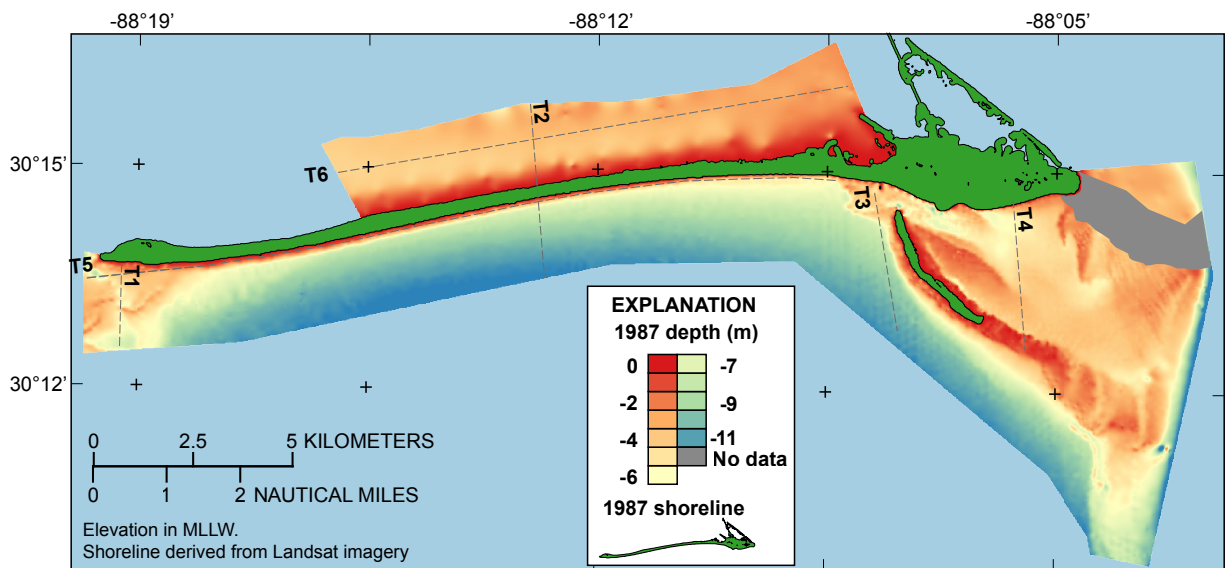 -88°19'
-88°12'
-88°05'
30°15'
30°12'
T2
T6
T3
T4
T5
T1
EXPLANATION
1987 depth (m)
0
-7
-2
-9
-4
-11
-6
No data
1987 shoreline
0 2.5 5 KILOMETERS
0 1 2 NAUTICAL MILES
Elevation in MLLW.
Shoreline derived from Landsat imagery